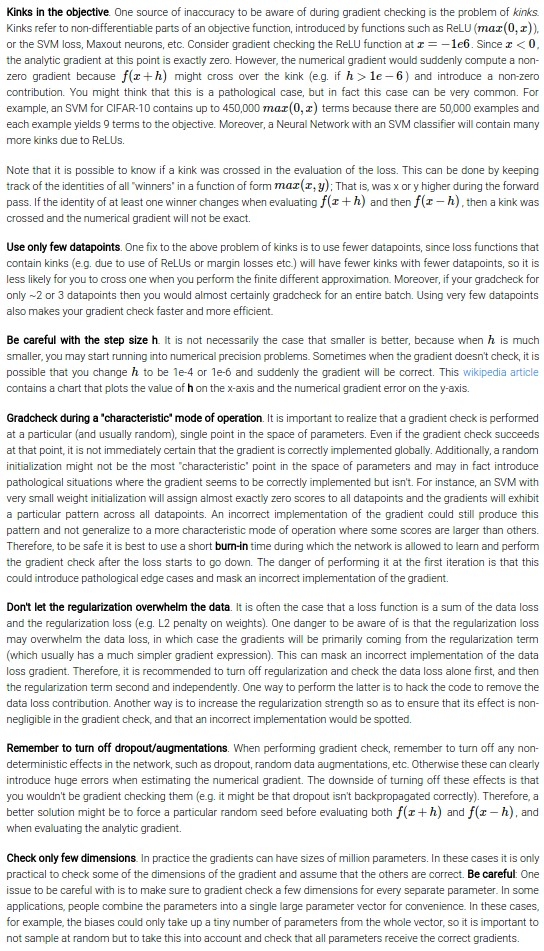 Kinks in the objective. One source of inaccuracy to be aware of during gradient checking is the problem of kinks.
Kinks refer to non-differentiable parts of an objective function, introduced by functions such as ReLU (max(0, x)),
or the SVM loss, Maxout neurons, etc. Consider gradient checking the ReLU function at x = −1e6. Since x < 0,
the analytic gradient at this point is exactly zero. However, the numerical gradient would suddenly compute a non-
zero gradient because f(x + h) might cross over the kink (e.g. if h > 1e − 6) and introduce a non-zero
contribution. You might think that this is a pathological case, but in fact this case can be very common. For
example, an SVM for CIFAR-10 contains up to 450,000 max(0, x) terms because there are 50,000 examples and
each example yields 9 terms to the objective. Moreover, a Neural Network with an SVM classifier will contain many
more kinks due to ReLUs.
Note that it is possible to know if a kink was crossed in the evaluation of the loss. This can be done by keeping
track of the identities of all "winners" in a function of form max(x, y); That is, was x or y higher during the forward
pass. If the identity of at least one winner changes when evaluating f(x + h) and then f(x − h), then a kink was
crossed and the numerical gradient will not be exact.
Use only few datapoints. One fix to the above problem of kinks is to use fewer datapoints, since loss functions that
contain kinks (e.g. due to use of ReLUs or margin losses etc.) will have fewer kinks with fewer datapoints, so it is
less likely for you to cross one when you perform the finite different approximation. Moreover, if your gradcheck for
only ~2 or 3 datapoints then you would almost certainly gradcheck for an entire batch. Using very few datapoints
also makes your gradient check faster and more efficient.
Be careful with the step size h. It is not necessarily the case that smaller is better, because when h is much
smaller, you may start running into numerical precision problems. Sometimes when the gradient doesn't check, it is
possible that you change h to be 1e-4 or 1e-6 and suddenly the gradient will be correct. This wikipedia article
contains a chart that plots the value of h on the x-axis and the numerical gradient error on the y-axis.
Gradcheck during a "characteristic" mode of operation. It is important to realize that a gradient check is performed
at a particular (and usually random), single point in the space of parameters. Even if the gradient check succeeds
at that point, it is not immediately certain that the gradient is correctly implemented globally. Additionally, a random
initialization might not be the most "characteristic" point in the space of parameters and may in fact introduce
pathological situations where the gradient seems to be correctly implemented but isn't. For instance, an SVM with
very small weight initialization will assign almost exactly zero scores to all datapoints and the gradients will exhibit
a particular pattern across all datapoints. An incorrect implementation of the gradient could still produce this
pattern and not generalize to a more characteristic mode of operation where some scores are larger than others.
Therefore, to be safe it is best to use a short burn-in time during which the network is allowed to learn and perform
the gradient check after the loss starts to go down. The danger of performing it at the first iteration is that this
could introduce pathological edge cases and mask an incorrect implementation of the gradient.
Don't let the regularization overwhelm the data. It is often the case that a loss function is a sum of the data loss
and the regularization loss (e.g. L2 penalty on weights). One danger to be aware of is that the regularization loss
may overwhelm the data loss, in which case the gradients will be primarily coming from the regularization term
(which usually has a much simpler gradient expression). This can mask an incorrect implementation of the data
loss gradient. Therefore, it is recommended to turn off regularization and check the data loss alone first, and then
the regularization term second and independently. One way to perform the latter is to hack the code to remove the
data loss contribution. Another way is to increase the regularization strength so as to ensure that its effect is non-
negligible in the gradient check, and that an incorrect implementation would be spotted.
Remember to turn off dropout/augmentations. When performing gradient check, remember to turn off any non-
deterministic effects in the network, such as dropout, random data augmentations, etc. Otherwise these can clearly
introduce huge errors when estimating the numerical gradient. The downside of turning off these effects is that
you wouldn't be gradient checking them (e.g. it might be that dropout isn't backpropagated correctly). Therefore, a
better solution might be to force a particular random seed before evaluating both f(x + h) and f(x − h), and
when evaluating the analytic gradient.
Check only few dimensions. In practice the gradients can have sizes of million parameters. In these cases it is only
practical to check some of the dimensions of the gradient and assume that the others are correct. Be careful: One
issue to be careful with is to make sure to gradient check a few dimensions for every separate parameter. In some
applications, people combine the parameters into a single large parameter vector for convenience. In these cases,
for example, the biases could only take up a tiny number of parameters from the whole vector, so it is important to
not sample at random but to take this into account and check that all parameters receive the correct gradients.